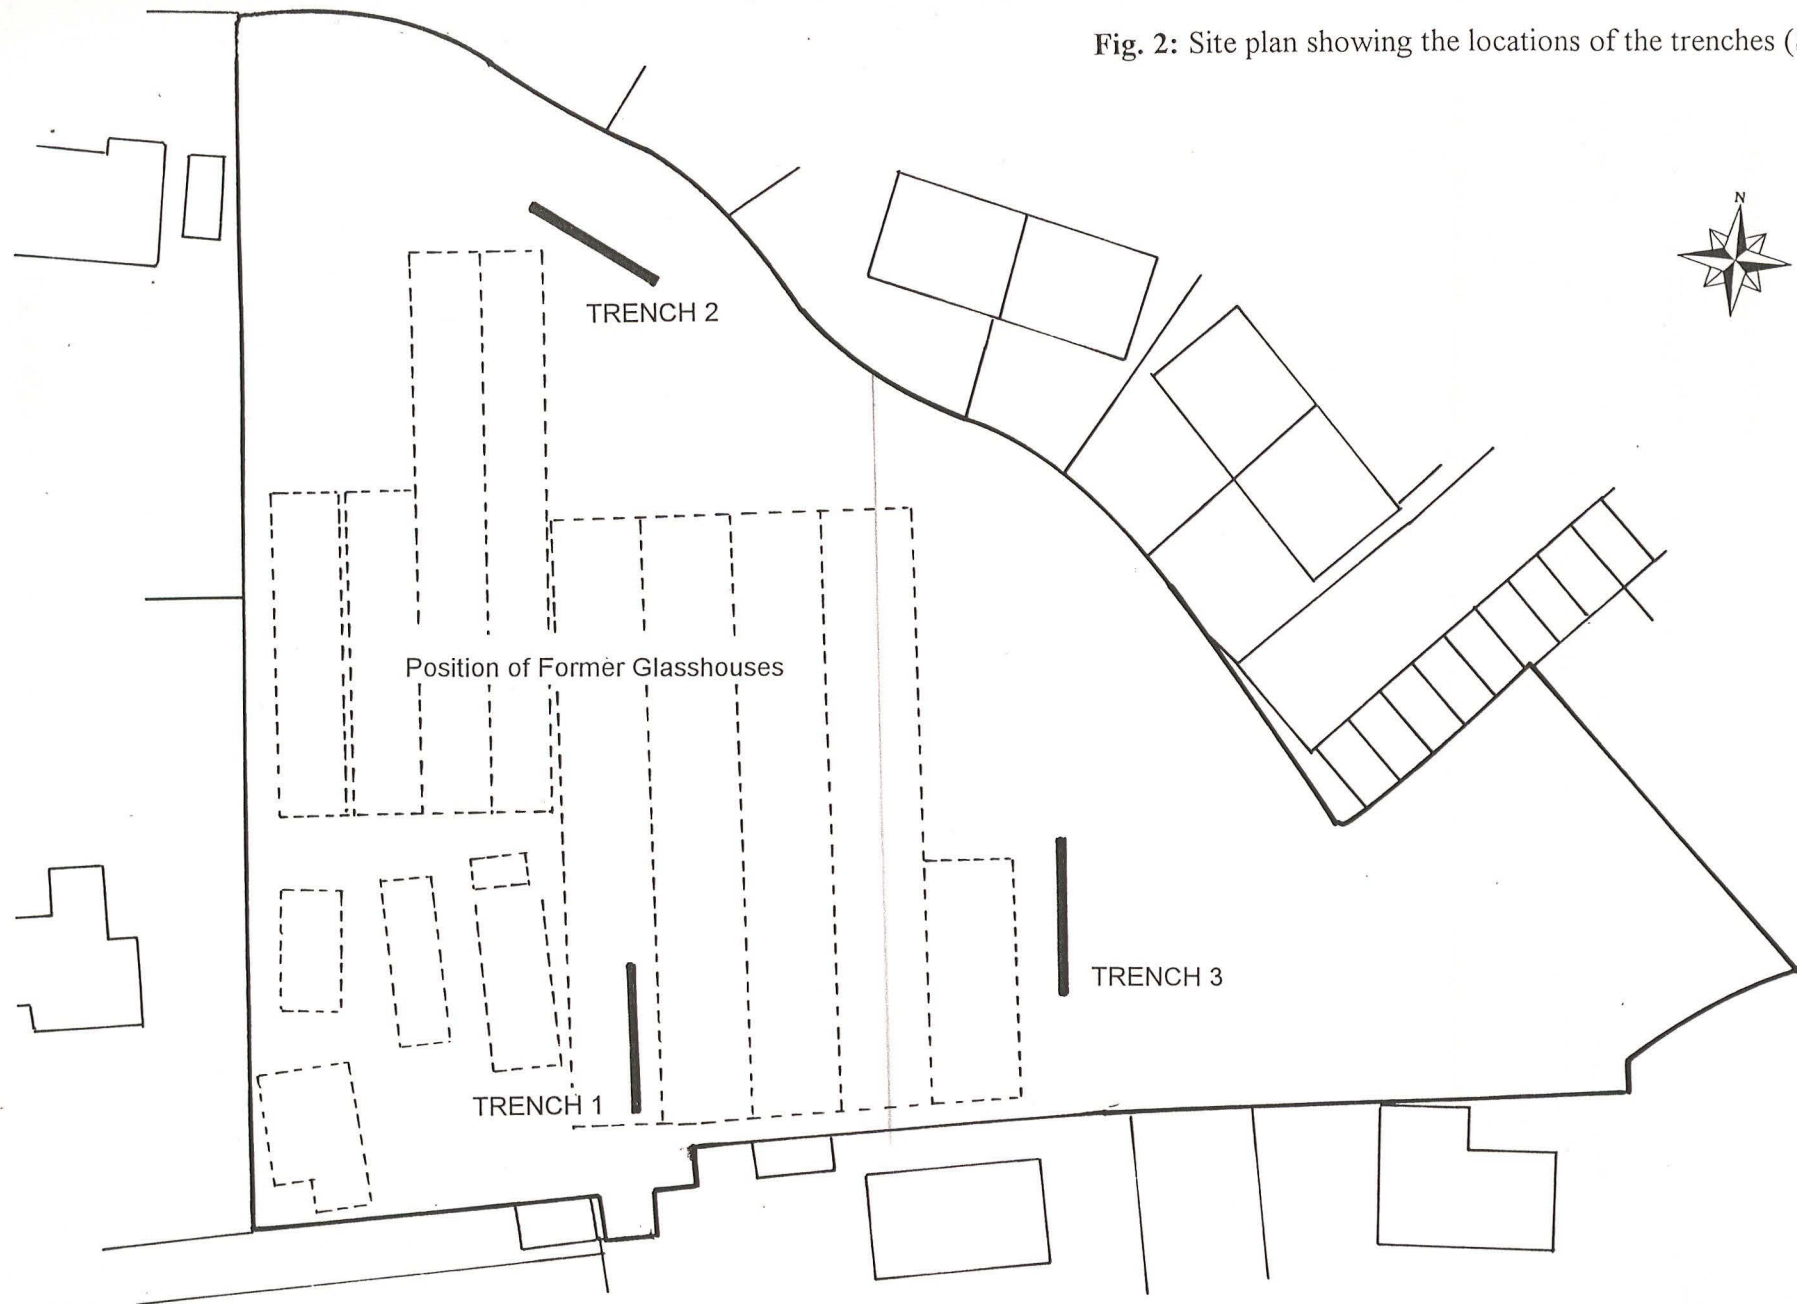 Fig. 2: Site plan showing the locations of the trenches (
N
TRENCH 2
Position of Former Glasshouses
TRENCH 3
TRENCH 1